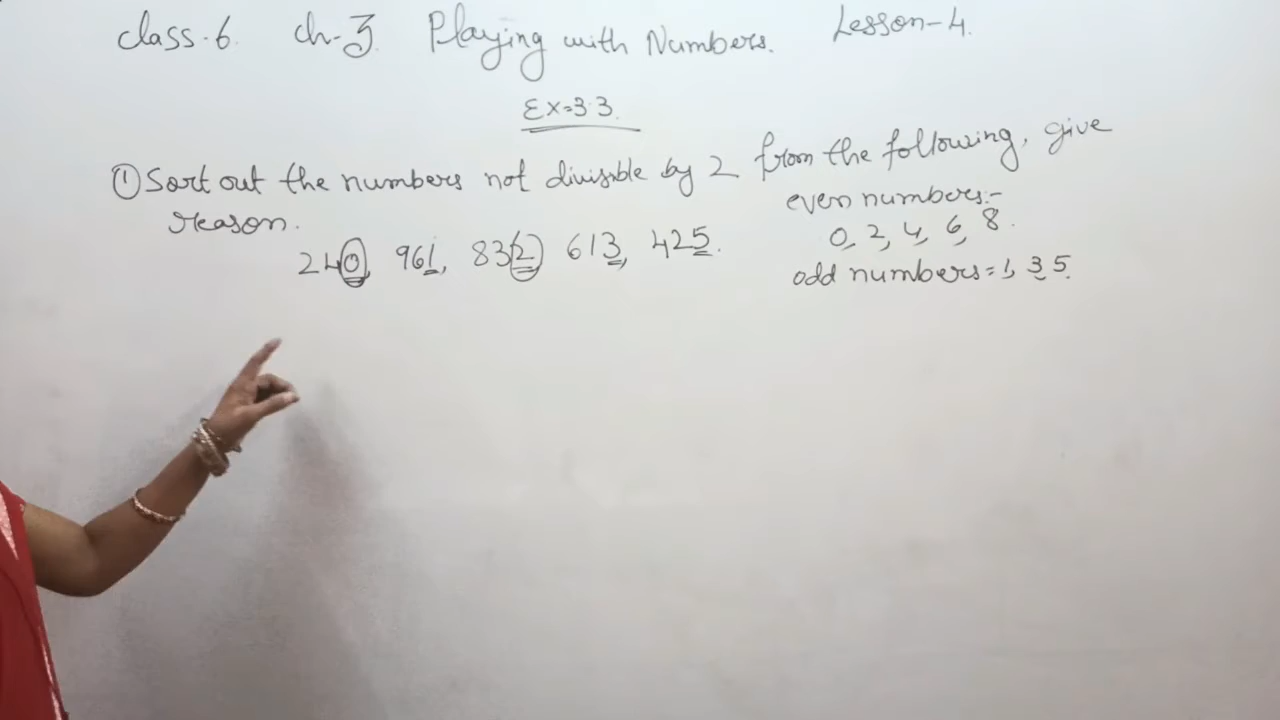 Class-6. Ch-3. Playing with Numbers. Lesson-4.
Ex=3.3.
① Sort out the numbers not divisible by 2 from the following, give
reason.
even numbers:-
0, 2, 4, 6, 8.
240, 961, 832, 613, 425.
odd numbers = 1, 3 5.